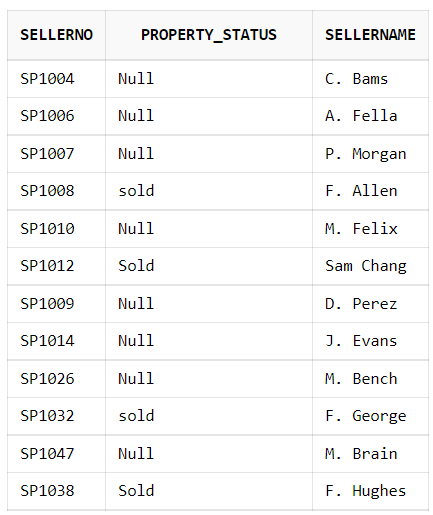 SELLERNO PROPERTY_STATUS SELLERNAME
SP1004 Null C. Bams
SP1006 Null A. Fella
SP1007 Null P. Morgan
SP1008 sold F. Allen
SP1010 Null M. Felix
SP1012 Sold Sam Chang
SP1009 Null D. Perez
SP1014 Null J. Evans
SP1026 Null M. Bench
SP1032 sold F. George
SP1047 Null M. Brain
SP1038 Sold F. Hughes